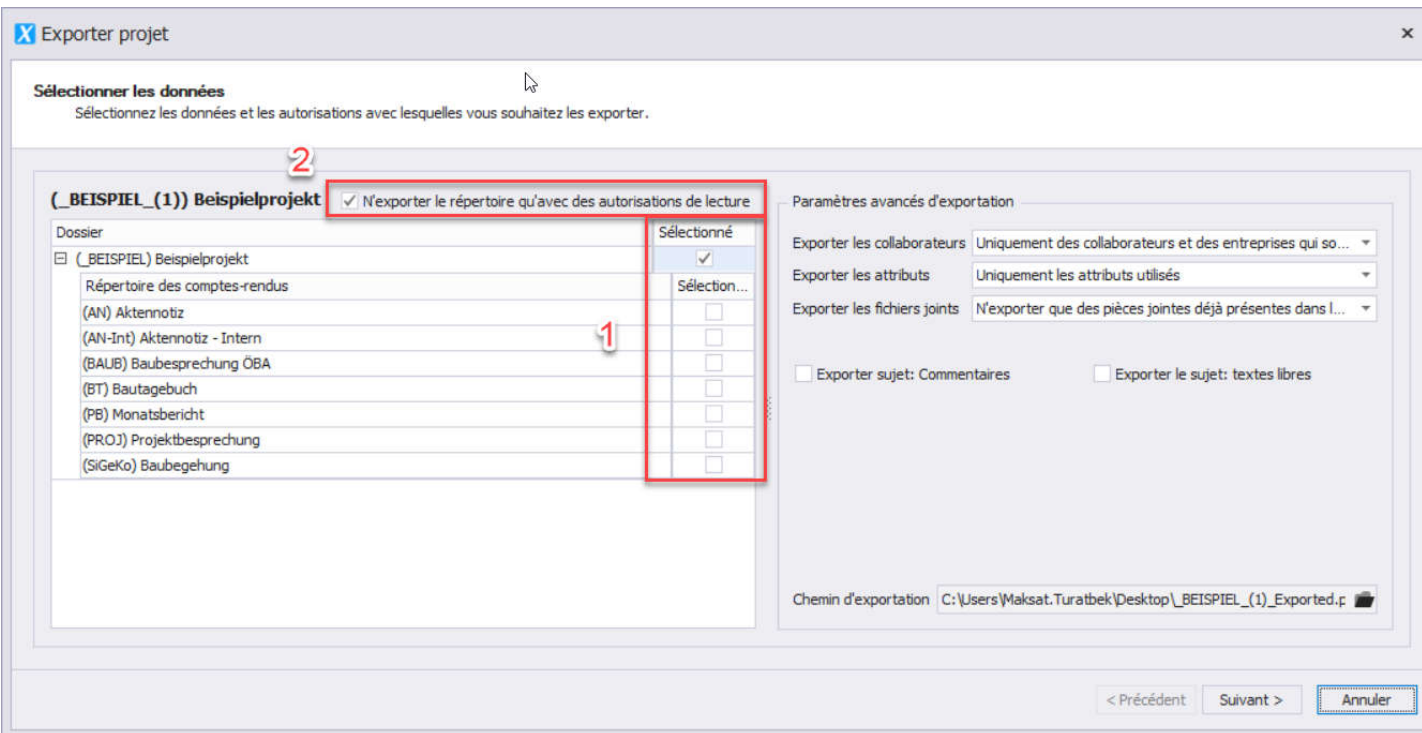 Exporter projet
Sélectionner les données
Sélectionnez les données et les autorisations avec lesquelles vous souhaitez les exporter.
2
(_BEISPIEL_(1)) Beispielprojekt N'exporter le répertoire qu'avec des autorisations de lecture
Dossier Sélectionné
(_BEISPIEL) Beispielprojekt
Répertoire des comptes-rendus Sélection...
(AN) Aktennotiz
(AN-Int) Aktennotiz - Intern
1
(BAUB) Baubesprechung ÖBA
(BT) Bautagebuch
(PB) Monatsbericht
(PROJ) Projektbesprechung
(SiGeKo) Baubegehung
Paramètres avancés d'exportation
Exporter les collaborateurs Uniquement des collaborateurs et des entreprises qui so...
Exporter les attributs Uniquement les attributs utilisés
Exporter les fichiers joints N'exporter que des pièces jointes déjà présentes dans l...
Exporter sujet: Commentaires Exporter le sujet: textes libres
Chemin d'exportation C:\Users\Maksat.Turatbek\Desktop\_BEISPIEL_(1)_Exported.p
< Précédent Suivant > Annuler